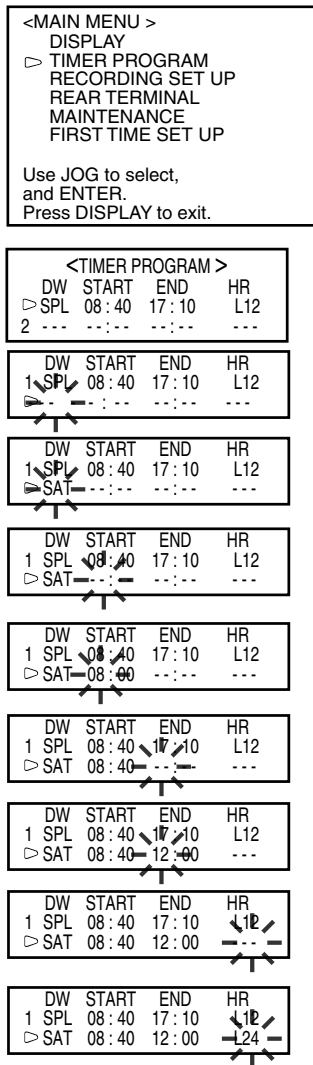 <MAIN MENU >
DISPLAY
TIMER PROGRAM
RECORDING SET UP
REAR TERMINAL
MAINTENANCE
FIRST TIME SET UP
Use JOG to select,
and ENTER.
Press DISPLAY to exit.
<TIMER PROGRAM >
DW START END HR
SPL 08 : 40 17 : 10 L12
2 - - - - - : - - - - : - - - - -
DW START END HR
1 SPL 08 : 40 17 : 10 L12
- - - - : - - - - : - - - - -
DW START END HR
1 SPL 08 : 40 17 : 10 L12
SAT - - : - - - - : - - - - -
DW START END HR
1 SPL 08 : 40 17 : 10 L12
SAT - - : - - - - : - - - - -
DW START END HR
1 SPL 08 : 40 17 : 10 L12
SAT 08 : 00 - - : - - - - -
DW START END HR
1 SPL 08 : 40 17 : 10 L12
SAT 08 : 40 - - : - - - - -
DW START END HR
1 SPL 08 : 40 17 : 10 L12
SAT 08 : 40 12 : 00 - - -
DW START END HR
1 SPL 08 : 40 17 : 10 L12
SAT 08 : 40 12 : 00 - - -
DW START END HR
1 SPL 08 : 40 17 : 10 L12
SAT 08 : 40 12 : 00 L24